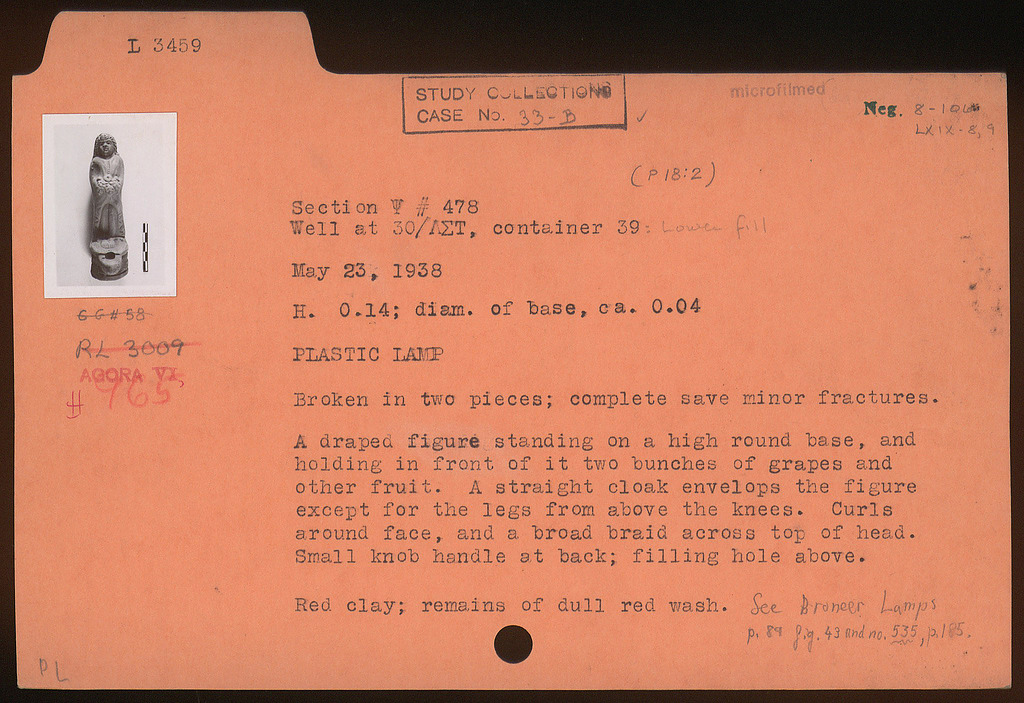 L 3459
STUDY COLLECTION
CASE No. 33-B ✓
microfilmed
Neg. 8-
LXIX-8,9
(P 18:2)
Section Ψ # 478
Well at 30/ΛΣΤ, container 39: Lower fill
May 23, 1938
H. 0.14; diam. of base, ca. 0.04
GG#58
RL 3009
AGORA VI,
# 965
PLASTIC LAMP
Broken in two pieces; complete save minor fractures.
A draped figure standing on a high round base, and
holding in front of it two bunches of grapes and
other fruit. A straight cloak envelops the figure
except for the legs from above the knees. Curls
around face, and a broad braid across top of head.
Small knob handle at back; filling hole above.
Red clay; remains of dull red wash. See Broneer Lamps
p. 89 fig. 43 and no. 535, p.185.
PL